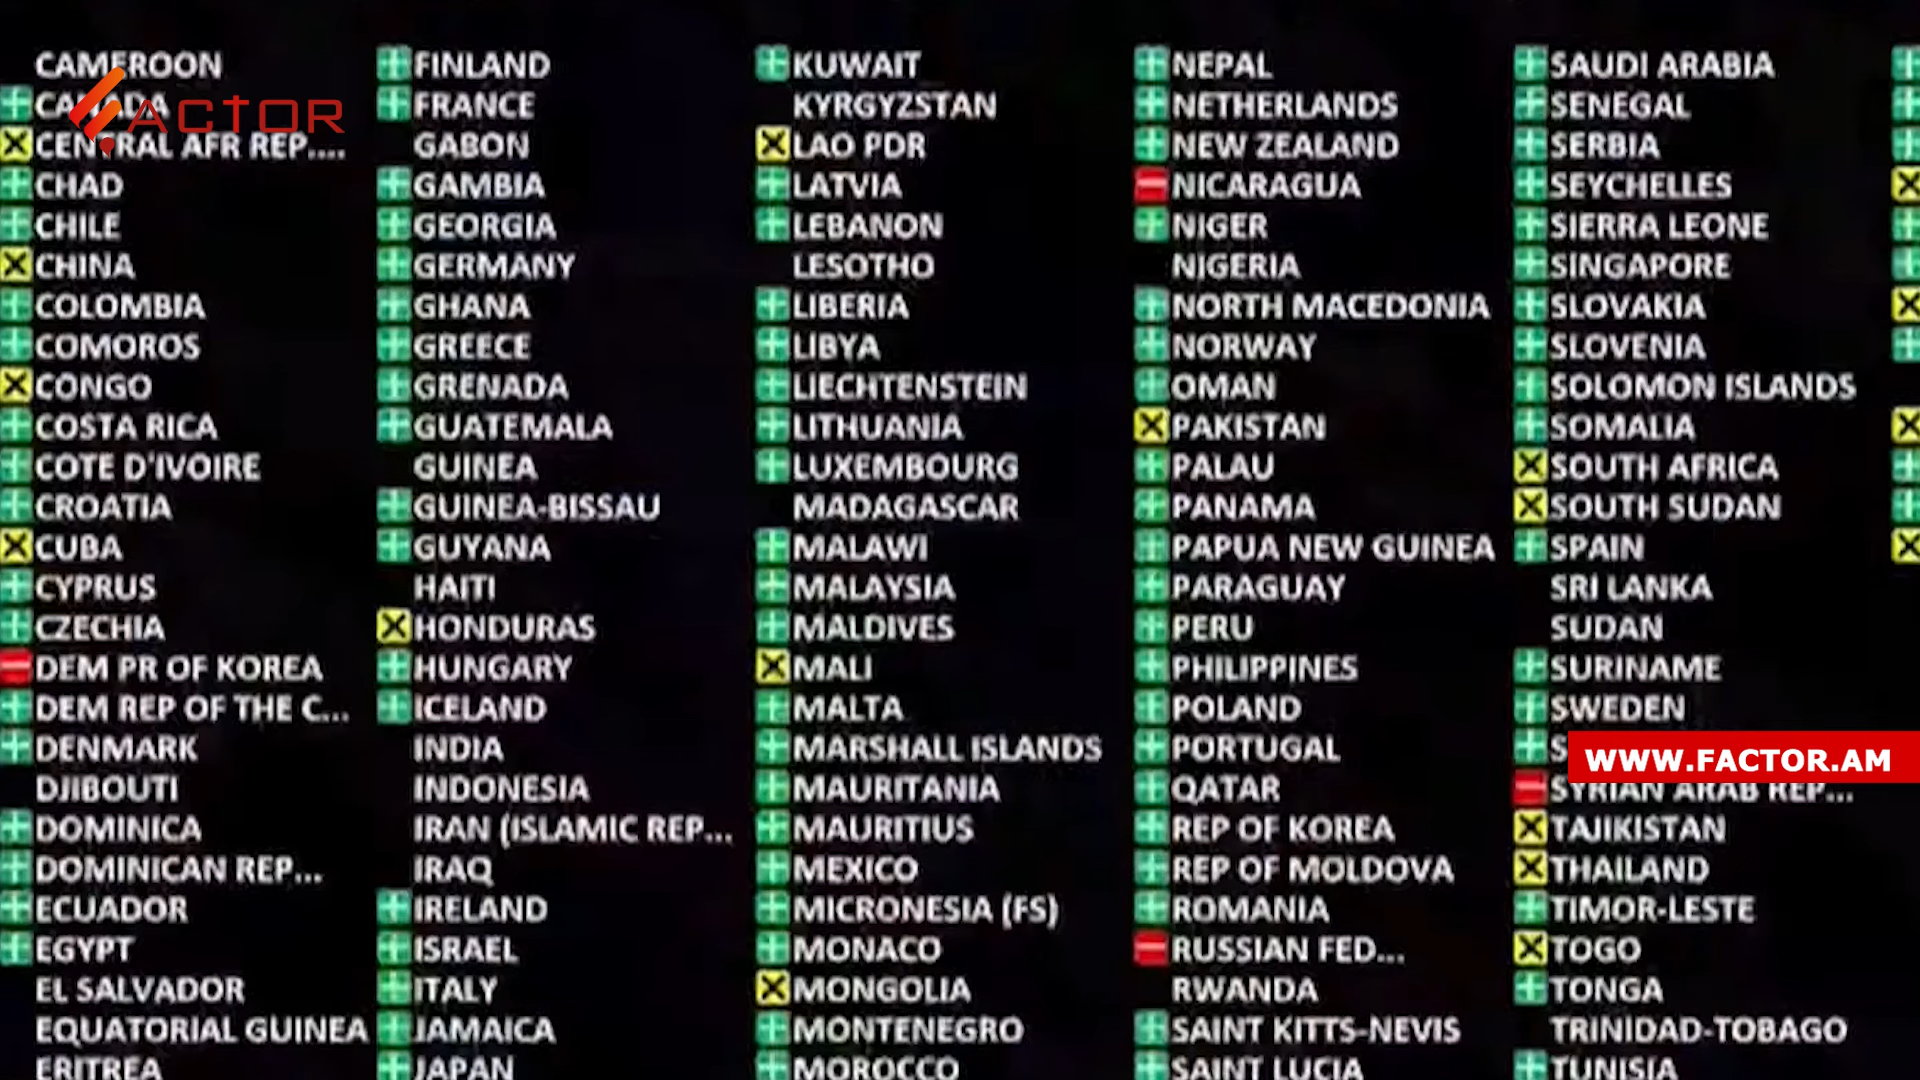 FACTOR
CAMEROON
CANADA
CENTRAL AFR REP....
CHAD
CHILE
CHINA
COLOMBIA
COMOROS
CONGO
COSTA RICA
COTE D'IVOIRE
CROATIA
CUBA
CYPRUS
CZECHIA
DEM PR OF KOREA
DEM REP OF THE C...
DENMARK
DJIBOUTI
DOMINICA
DOMINICAN REP...
ECUADOR
EGYPT
EL SALVADOR
EQUATORIAL GUINEA
ERITREA
FINLAND
FRANCE
GABON
GAMBIA
GEORGIA
GERMANY
GHANA
GREECE
GRENADA
GUATEMALA
GUINEA
GUINEA-BISSAU
GUYANA
HAITI
HONDURAS
HUNGARY
ICELAND
INDIA
INDONESIA
IRAN (ISLAMIC REP...
IRAQ
IRELAND
ISRAEL
ITALY
JAMAICA
JAPAN
KUWAIT
KYRGYZSTAN
LAO PDR
LATVIA
LEBANON
LESOTHO
LIBERIA
LIBYA
LIECHTENSTEIN
LITHUANIA
LUXEMBOURG
MADAGASCAR
MALAWI
MALAYSIA
MALDIVES
MALI
MALTA
MARSHALL ISLANDS
MAURITANIA
MAURITIUS
MEXICO
MICRONESIA (FS)
MONACO
MONGOLIA
MONTENEGRO
MOROCCO
NEPAL
NETHERLANDS
NEW ZEALAND
NICARAGUA
NIGER
NIGERIA
NORTH MACEDONIA
NORWAY
OMAN
PAKISTAN
PALAU
PANAMA
PAPUA NEW GUINEA
PARAGUAY
PERU
PHILIPPINES
POLAND
PORTUGAL
QATAR
REP OF KOREA
REP OF MOLDOVA
ROMANIA
RUSSIAN FED...
RWANDA
SAINT KITTS-NEVIS
SAINT LUCIA
SAUDI ARABIA
SENEGAL
SERBIA
SEYCHELLES
SIERRA LEONE
SINGAPORE
SLOVAKIA
SLOVENIA
SOLOMON ISLANDS
SOMALIA
SOUTH AFRICA
SOUTH SUDAN
SPAIN
SRI LANKA
SUDAN
SURINAME
SWEDEN
WWW.FACTOR.AM
SYRIAN ARAB REP...
TAJIKISTAN
THAILAND
TIMOR-LESTE
TOGO
TONGA
TRINIDAD-TOBAGO
TUNISIA